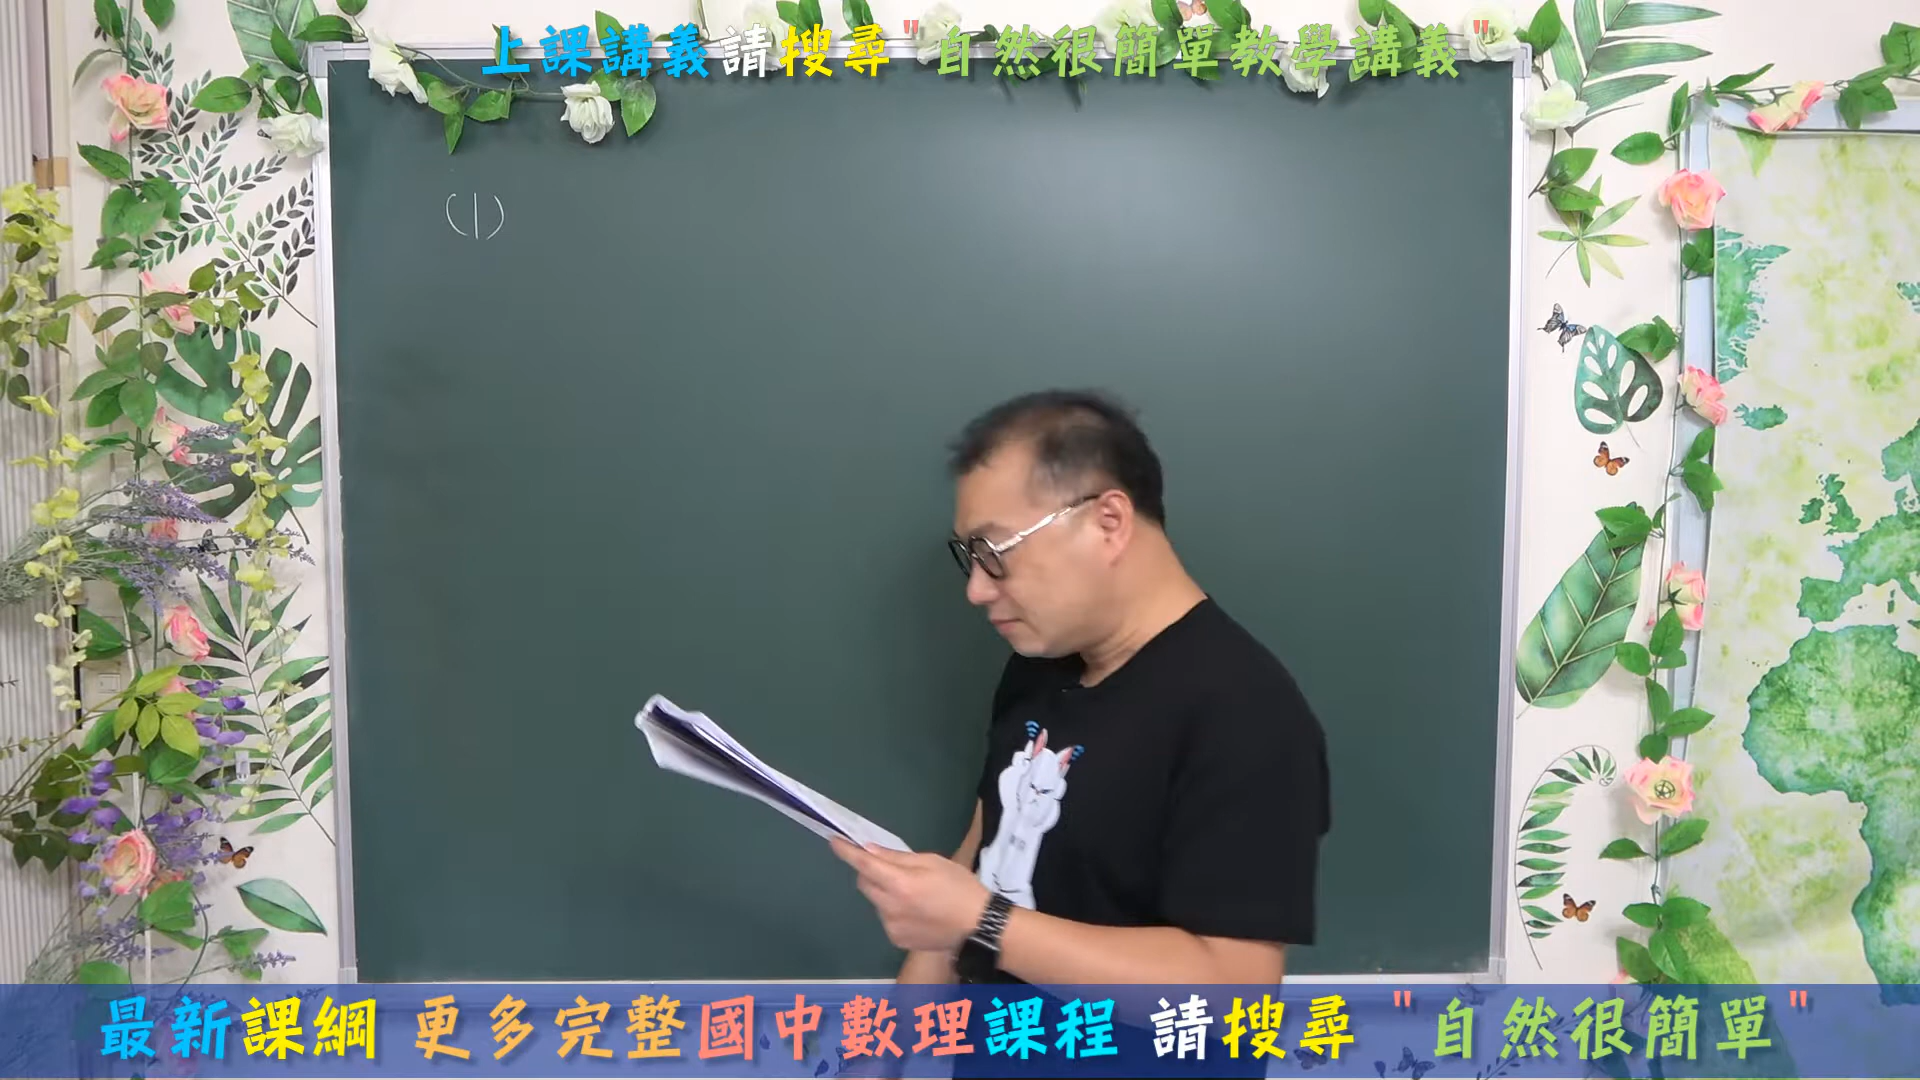 上課講義請搜尋"自然很簡單教學講義"
(1)
最新課綱 更多完整國中數理課程 請搜尋 "自然很簡單"